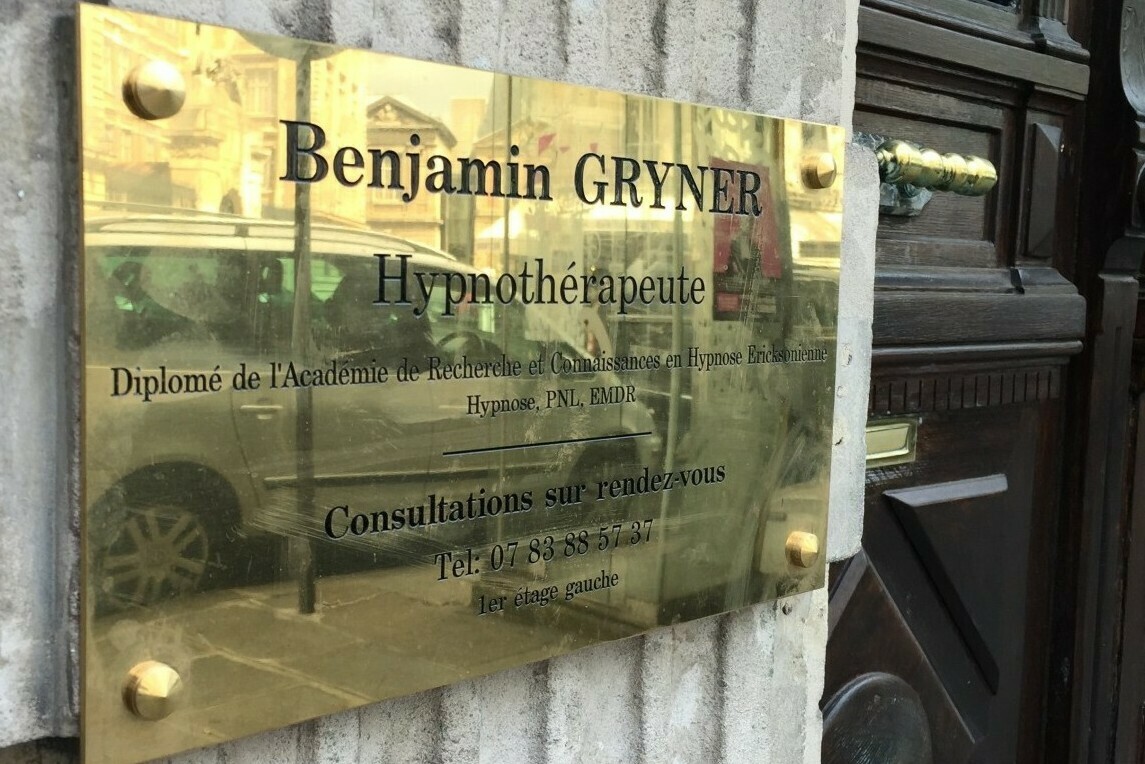 Benjamin GRYNER
Hypnothérapeute
Diplomé de l'Académie de Recherche et Connaissances en Hypnose Ericksonienne
Hypnose, PNL, EMDR
Consultations sur rendez-vous
Tel: 07 83 88 57 37
1er étage gauche